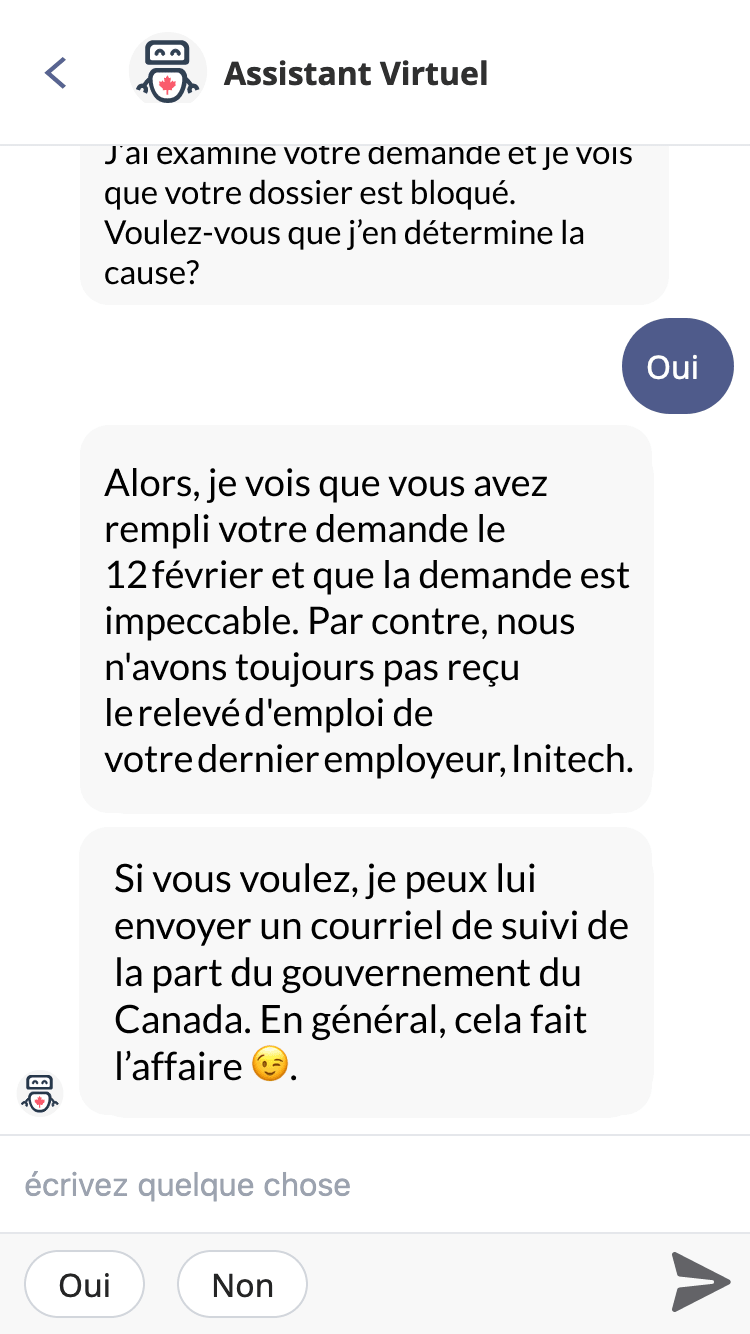 Assistant Virtuel
J'ai examiné votre demande et je vois
que votre dossier est bloqué.
Voulez-vous que j’en détermine la
cause?
Oui
Alors, je vois que vous avez
rempli votre demande le
12 février et que la demande est
impeccable. Par contre, nous
n'avons toujours pas reçu
le relevé d'emploi de
votre dernier employeur, Initech.
Si vous voulez, je peux lui
envoyer un courriel de suivi de
la part du gouvernement du
Canada. En général, cela fait
l’affaire 😉.
écrivez quelque chose
Oui
Non